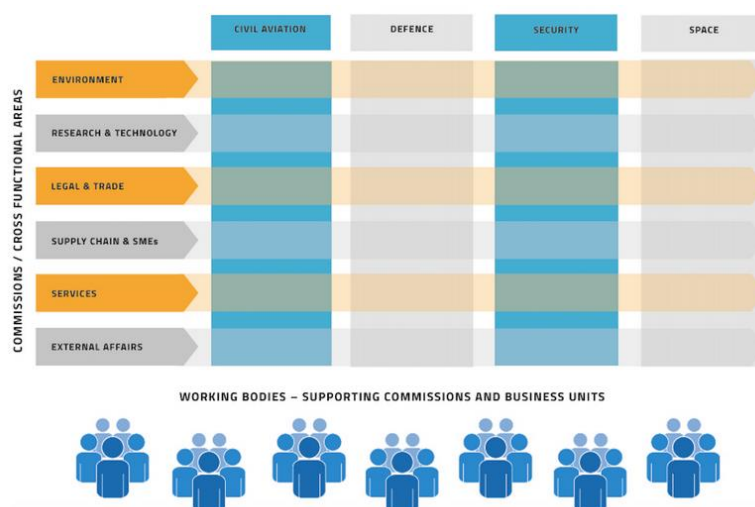 CIVIL AVIATION
DEFENCE
SECURITY
SPACE
COMMISSIONS / CROSS FUNCTIONAL AREAS
ENVIRONMENT
RESEARCH & TECHNOLOGY
LEGAL & TRADE
SUPPLY CHAIN & SMEs
SERVICES
EXTERNAL AFFAIRS
WORKING BODIES – SUPPORTING COMMISSIONS AND BUSINESS UNITS